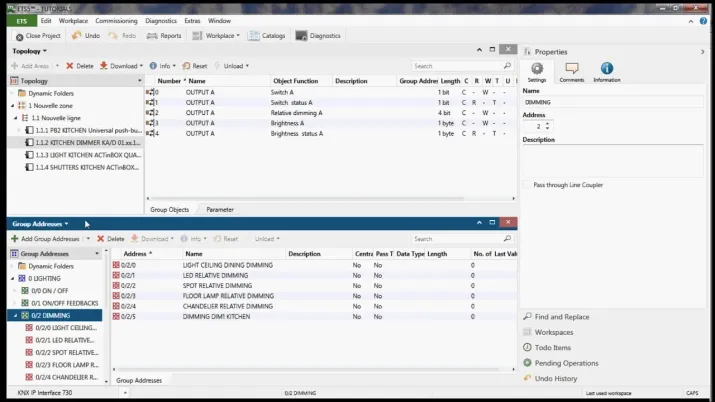 ETS5™ - TUTORIALS
ETS Edit Workplace Commissioning Diagnostics Extras Window
Close Project Undo Redo Reports Workplace Catalogs Diagnostics
Topology
Add Areas Delete Download Info Reset Unload Search
Topology
Dynamic Folders
1 Nouvelle zone
1.1 Nouvelle ligne
1.1.1 PB2 KITCHEN Universal push-bu...
1.1.2 KITCHEN DIMMER KA/D 01.xx.1...
1.1.3 LIGHT KITCHEN ACTinBOX QUA...
1.1.4 SHUTTERS KITCHEN ACTinBOX...
Number Name Object Function Description Group Addres Length C R W T U
0 OUTPUT A Switch A 1 bit C - W - -
1 OUTPUT A Switch status A 1 bit C R - T -
2 OUTPUT A Relative dimming A 4 bit C - W - -
3 OUTPUT A Brightness A 1 byte C - W - -
4 OUTPUT A Brightness status A 1 byte C R - T -
Group Objects Parameter
Group Addresses
Add Group Addresses Delete Download Info Reset Unload Search
Group Addresses
Dynamic Folders
0 LIGHTING
0/0 ON / OFF
0/1 ON/OFF FEEDBACKS
0/2 DIMMING
0/2/0 LIGHT CEILING...
0/2/1 LED RELATIVE...
0/2/2 SPOT RELATIVE...
0/2/3 FLOOR LAMP R...
0/2/4 CHANDELIER R...
Address Name Description Centra Pass T Data Type Length No. of Last Valu
0/2/0 LIGHT CEILING DINING DIMMING No No 0
0/2/1 LED RELATIVE DIMMING No No 0
0/2/2 SPOT RELATIVE DIMMING No No 0
0/2/3 FLOOR LAMP RELATIVE DIMMING No No 0
0/2/4 CHANDELIER RELATIVE DIMMING No No 0
0/2/5 DIMMING DIM1 KITCHEN No No 0
Group Addresses
Properties
Settings Comments Information
Name
DIMMING
Address
2
Description
Pass through Line Coupler
Find and Replace
Workspaces
Todo Items
Pending Operations
Undo History
KNX IP Interface 730 0/2 DIMMING Last used workspace CAPS